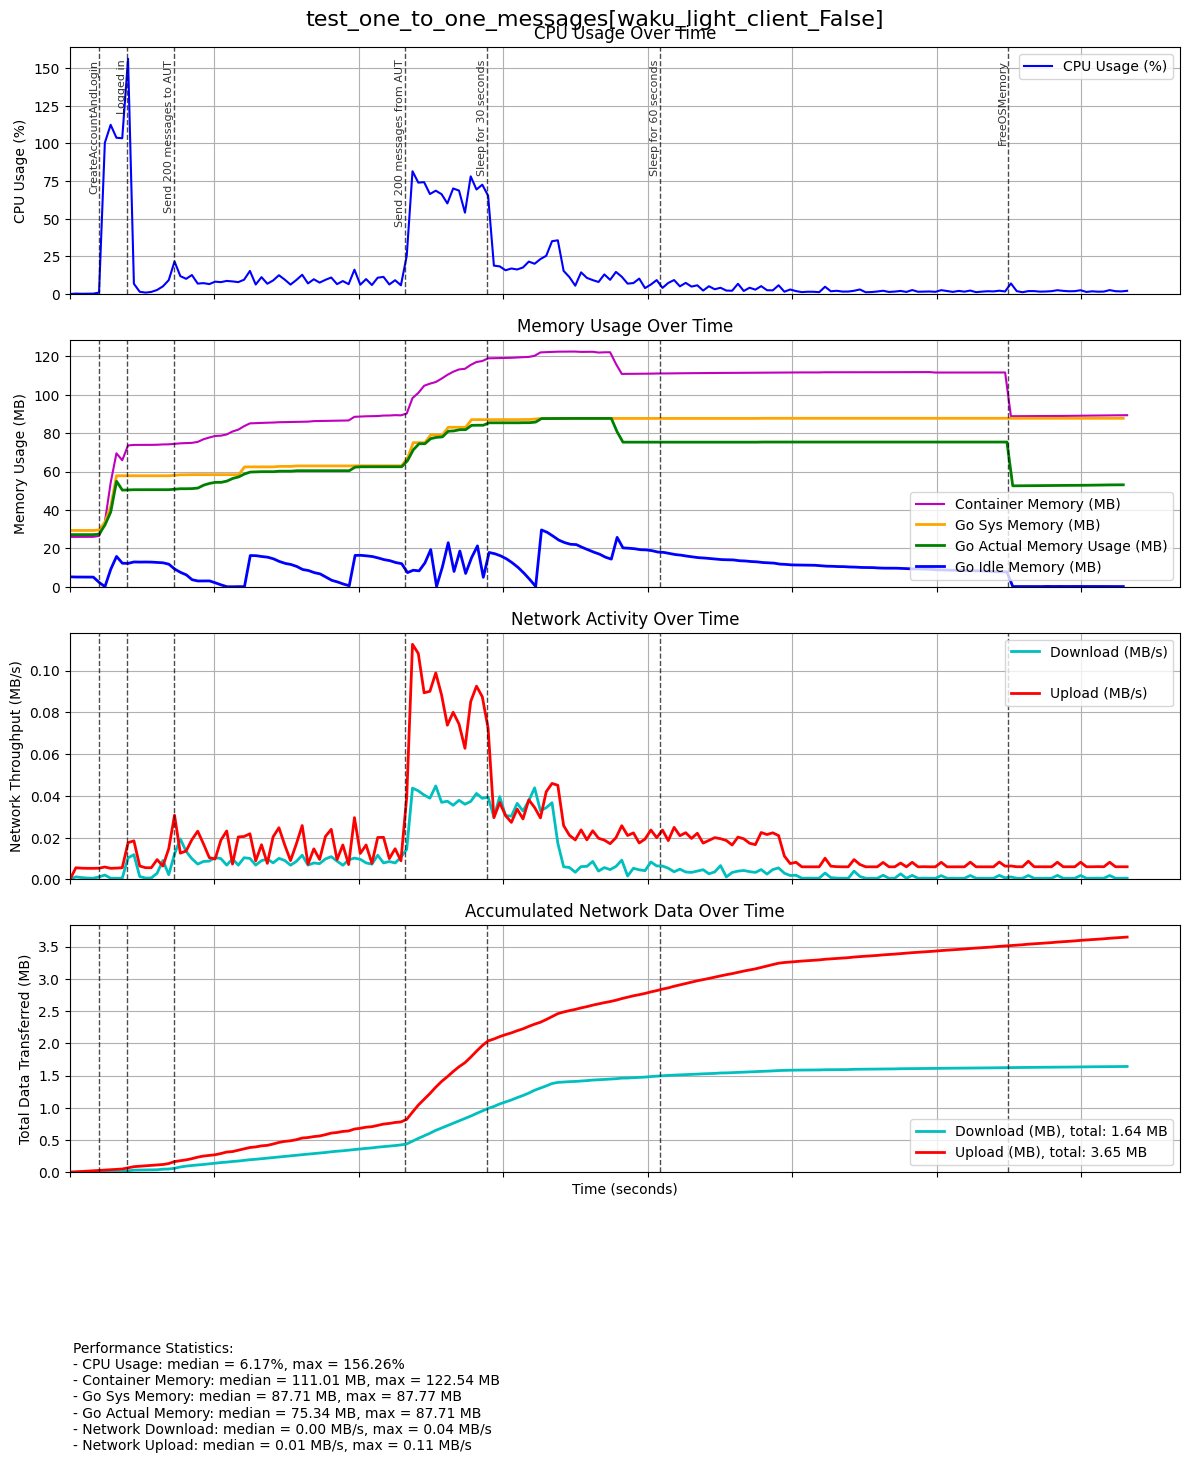 test_one_to_one_messages[waku_light_client_False]
CPU Usage Over Time
CPU Usage (%)
150
125
100
75
50
25
0
CreateAccountAndLogin
Logged in
Send 200 messages to AUT
Send 200 messages from AUT
Sleep for 30 seconds
Sleep for 60 seconds
FreeOSMemory
CPU Usage (%)
Memory Usage Over Time
Memory Usage (MB)
120
100
80
60
40
20
0
Container Memory (MB)
Go Sys Memory (MB)
Go Actual Memory Usage (MB)
Go Idle Memory (MB)
Network Activity Over Time
Network Throughput (MB/s)
0.10
0.08
0.06
0.04
0.02
0.00
Download (MB/s)
Upload (MB/s)
Accumulated Network Data Over Time
Total Data Transferred (MB)
3.5
3.0
2.5
2.0
1.5
1.0
0.5
0.0
Download (MB), total: 1.64 MB
Upload (MB), total: 3.65 MB
Time (seconds)
Performance Statistics:
- CPU Usage: median = 6.17%, max = 156.26%
- Container Memory: median = 111.01 MB, max = 122.54 MB
- Go Sys Memory: median = 87.71 MB, max = 87.77 MB
- Go Actual Memory: median = 75.34 MB, max = 87.71 MB
- Network Download: median = 0.00 MB/s, max = 0.04 MB/s
- Network Upload: median = 0.01 MB/s, max = 0.11 MB/s